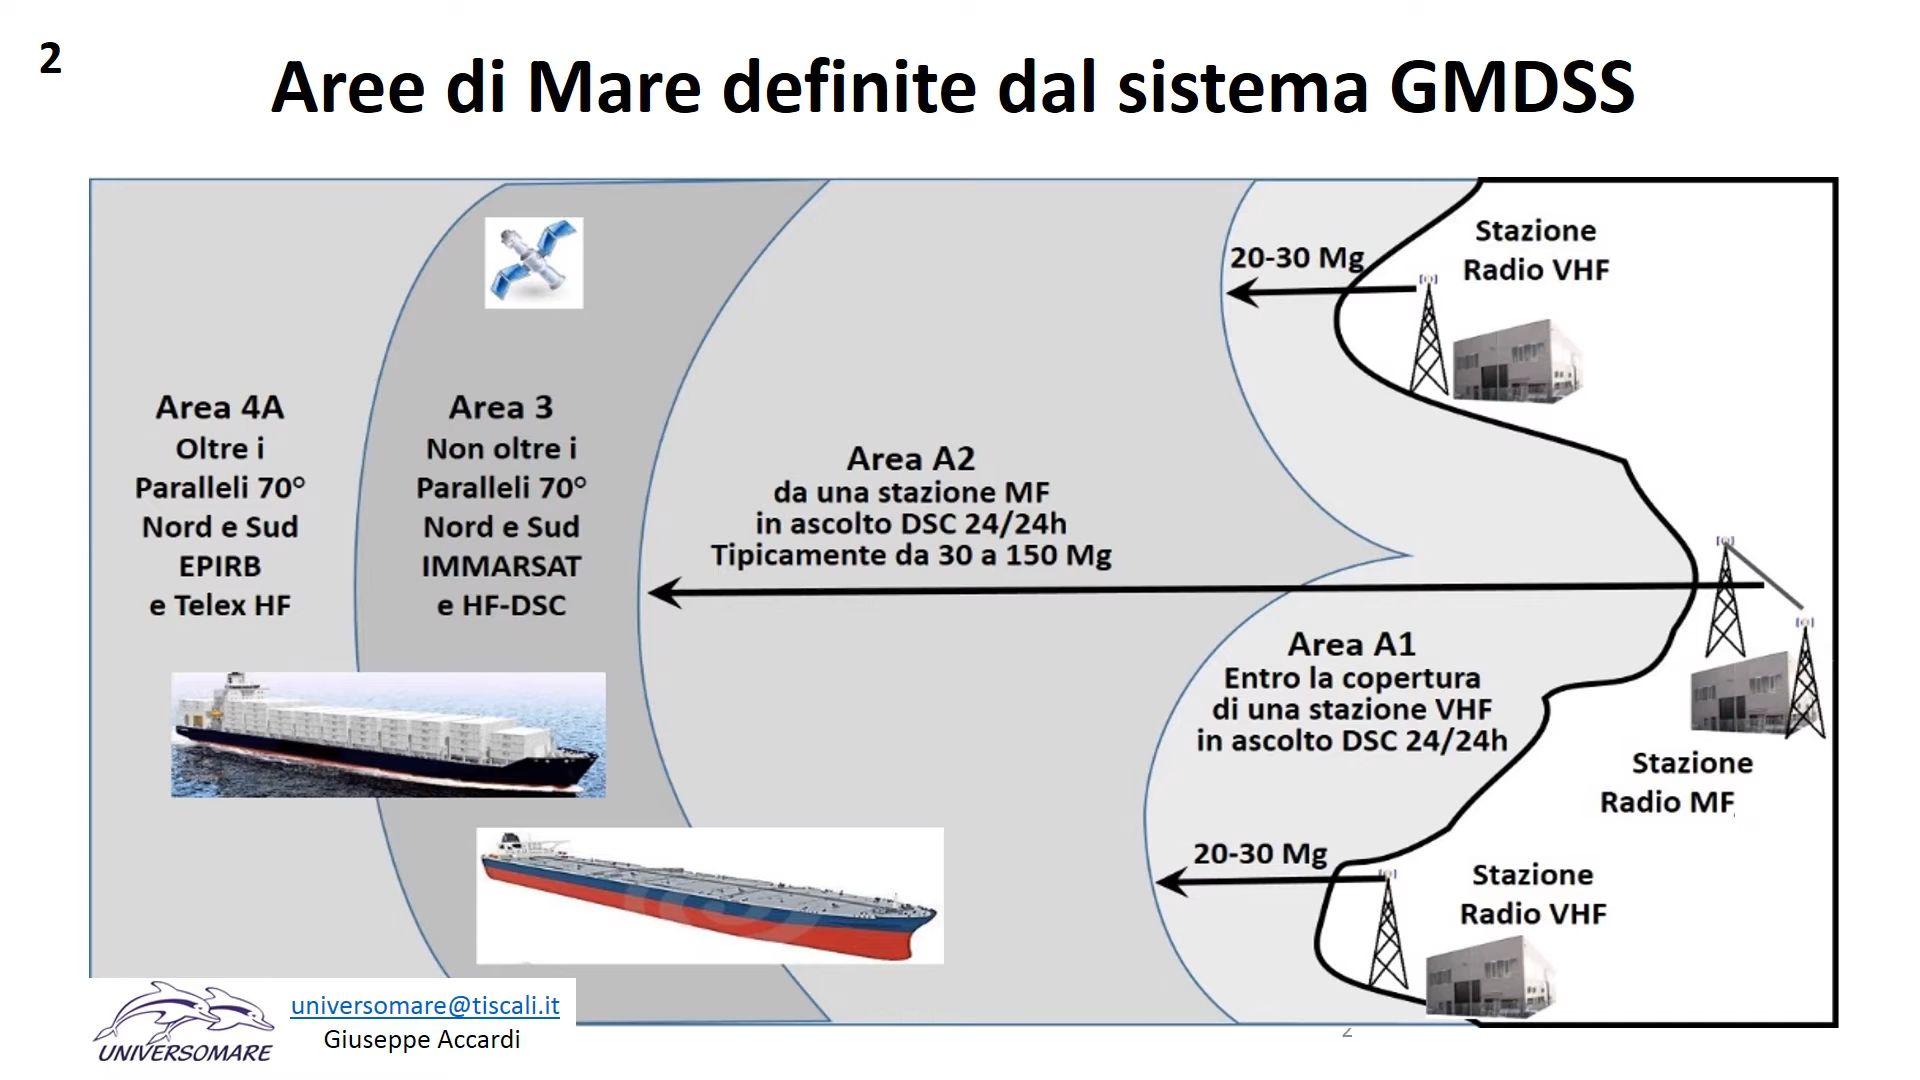 2
Aree di Mare definite dal sistema GMDSS
Stazione
Radio VHF
20-30 Mg
Area 4A
Oltre i
Paralleli 70°
Nord e Sud
EPIRB
e Telex HF
Area 3
Non oltre i
Paralleli 70°
Nord e Sud
IMMARSAT
e HF-DSC
Area A2
da una stazione MF
in ascolto DSC 24/24h
Tipicamente da 30 a 150 Mg
Area A1
Entro la copertura
di una stazione VHF
in ascolto DSC 24/24h
Stazione
Radio MF
20-30 Mg
Stazione
Radio VHF
universomare@tiscali.it
Giuseppe Accardi
UNIVERSOMARE
2